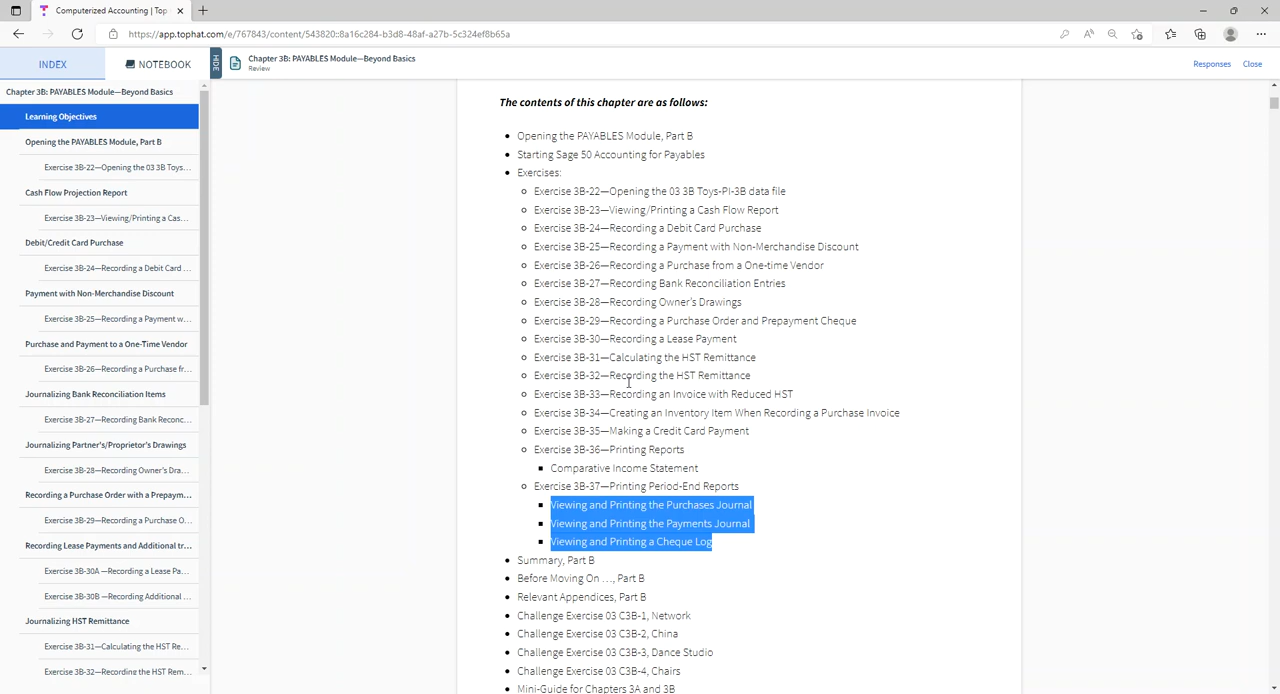 Computerized Accounting | Top
https://app.tophat.com/e/767843/content/543820::8a16c284-b3d8-48af-a27b-5c324ef8b65a
INDEX
NOTEBOOK
HIDE
Chapter 3B: PAYABLES Module—Beyond Basics
Review
Responses
Close
Chapter 3B: PAYABLES Module—Beyond Basics
Learning Objectives
Opening the PAYABLES Module, Part B
Exercise 3B-22—Opening the 03 3B Toys...
Cash Flow Projection Report
Exercise 3B-23—Viewing/Printing a Cas...
Debit/Credit Card Purchase
Exercise 3B-24—Recording a Debit Card ...
Payment with Non-Merchandise Discount
Exercise 3B-25—Recording a Payment w...
Purchase and Payment to a One-Time Vendor
Exercise 3B-26—Recording a Purchase fr...
Journalizing Bank Reconciliation Items
Exercise 3B-27—Recording Bank Reconc...
Journalizing Partner's/Proprietor's Drawings
Exercise 3B-28—Recording Owner's Dra...
Recording a Purchase Order with a Prepaym...
Exercise 3B-29—Recording a Purchase O...
Recording Lease Payments and Additional tr...
Exercise 3B-30A —Recording a Lease Pa...
Exercise 3B-30B —Recording Additional ...
Journalizing HST Remittance
Exercise 3B-31—Calculating the HST Re...
Exercise 3B-32—Recording the HST Rem...
The contents of this chapter are as follows:
• Opening the PAYABLES Module, Part B
• Starting Sage 50 Accounting for Payables
• Exercises:
Exercise 3B-22—Opening the 03 3B Toys-PI-3B data file
Exercise 3B-23—Viewing/Printing a Cash Flow Report
Exercise 3B-24—Recording a Debit Card Purchase
Exercise 3B-25—Recording a Payment with Non-Merchandise Discount
Exercise 3B-26—Recording a Purchase from a One-time Vendor
Exercise 3B-27—Recording Bank Reconciliation Entries
Exercise 3B-28—Recording Owner's Drawings
Exercise 3B-29—Recording a Purchase Order and Prepayment Cheque
Exercise 3B-30—Recording a Lease Payment
Exercise 3B-31—Calculating the HST Remittance
Exercise 3B-32—Recording the HST Remittance
Exercise 3B-33—Recording an Invoice with Reduced HST
Exercise 3B-34—Creating an Inventory Item When Recording a Purchase Invoice
Exercise 3B-35—Making a Credit Card Payment
Exercise 3B-36—Printing Reports
Comparative Income Statement
Exercise 3B-37—Printing Period-End Reports
Viewing and Printing the Purchases Journal
Viewing and Printing the Payments Journal
Viewing and Printing a Cheque Log
• Summary, Part B
• Before Moving On …, Part B
• Relevant Appendices, Part B
• Challenge Exercise 03 C3B-1, Network
• Challenge Exercise 03 C3B-2, China
• Challenge Exercise 03 C3B-3, Dance Studio
• Challenge Exercise 03 C3B-4, Chairs
• Mini-Guide for Chapters 3A and 3B